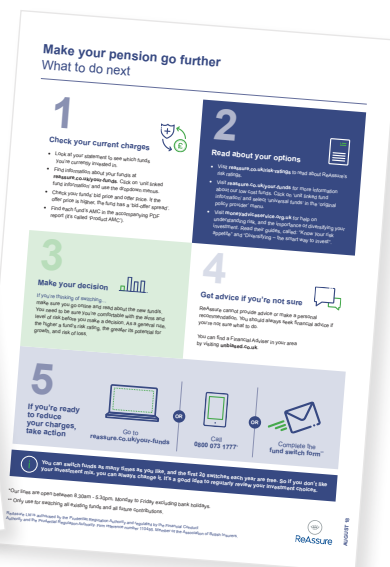 Make your pension go further
What to do next
1
Check your current charges
Look at your statement to see which funds
you're currently invested in.
Find information about your funds at
reassure.co.uk/your-funds. Click on 'unit linked
fund information' and use the dropdown menus.
Check your funds' bid price and offer price. If the
offer price is higher, the fund has a 'bid-offer spread'.
Find each fund's AMC in the accompanying PDF
report (it's called 'Product AMC')
2
Read about your options
Visit reassure.co.uk/risk-ratings to read about ReAssure's
risk ratings.
Visit reassure.co.uk/your-funds for more information
about our low cost funds. Click on 'unit linked fund
information' and select 'universal funds' in the 'original
policy provider' menu.
Visit moneyadviceservice.org.uk for help on
understanding risk, and the importance of diversifying your
investment. Read their guides, called: "Know your risk
appetite" and "Diversifying – the smart way to invest".
3
Make your decision
If you're thinking of switching...
make sure you go online and read about the new funds.
You need to be sure you're comfortable with the aims and
level of risk before you make a decision. As a general rule,
the higher a fund's risk rating, the greater its potential for
growth, and risk of loss.
4
Get advice if you're not sure
ReAssure cannot provide advice or make a personal
recommendation. You should always seek financial advice if
you're not sure what to do.
You can find a Financial Adviser in your area
by visiting unbiased.co.uk
5
If you're ready
to reduce
your charges,
take action
Go to
reassure.co.uk/your-funds
OR
Call
0800 073 1777*
OR
Complete the
fund switch form**
You can switch funds as many times as you like, and the first 20 switches each year are free. So if you don't like
your investment mix, you can always change it. It's a good idea to regularly review your investment choices.
*Our lines are open between 8.30am - 5.30pm, Monday to Friday excluding bank holidays.
** Only use for switching all existing funds and all future contributions.
ReAssure
AUGUST 18